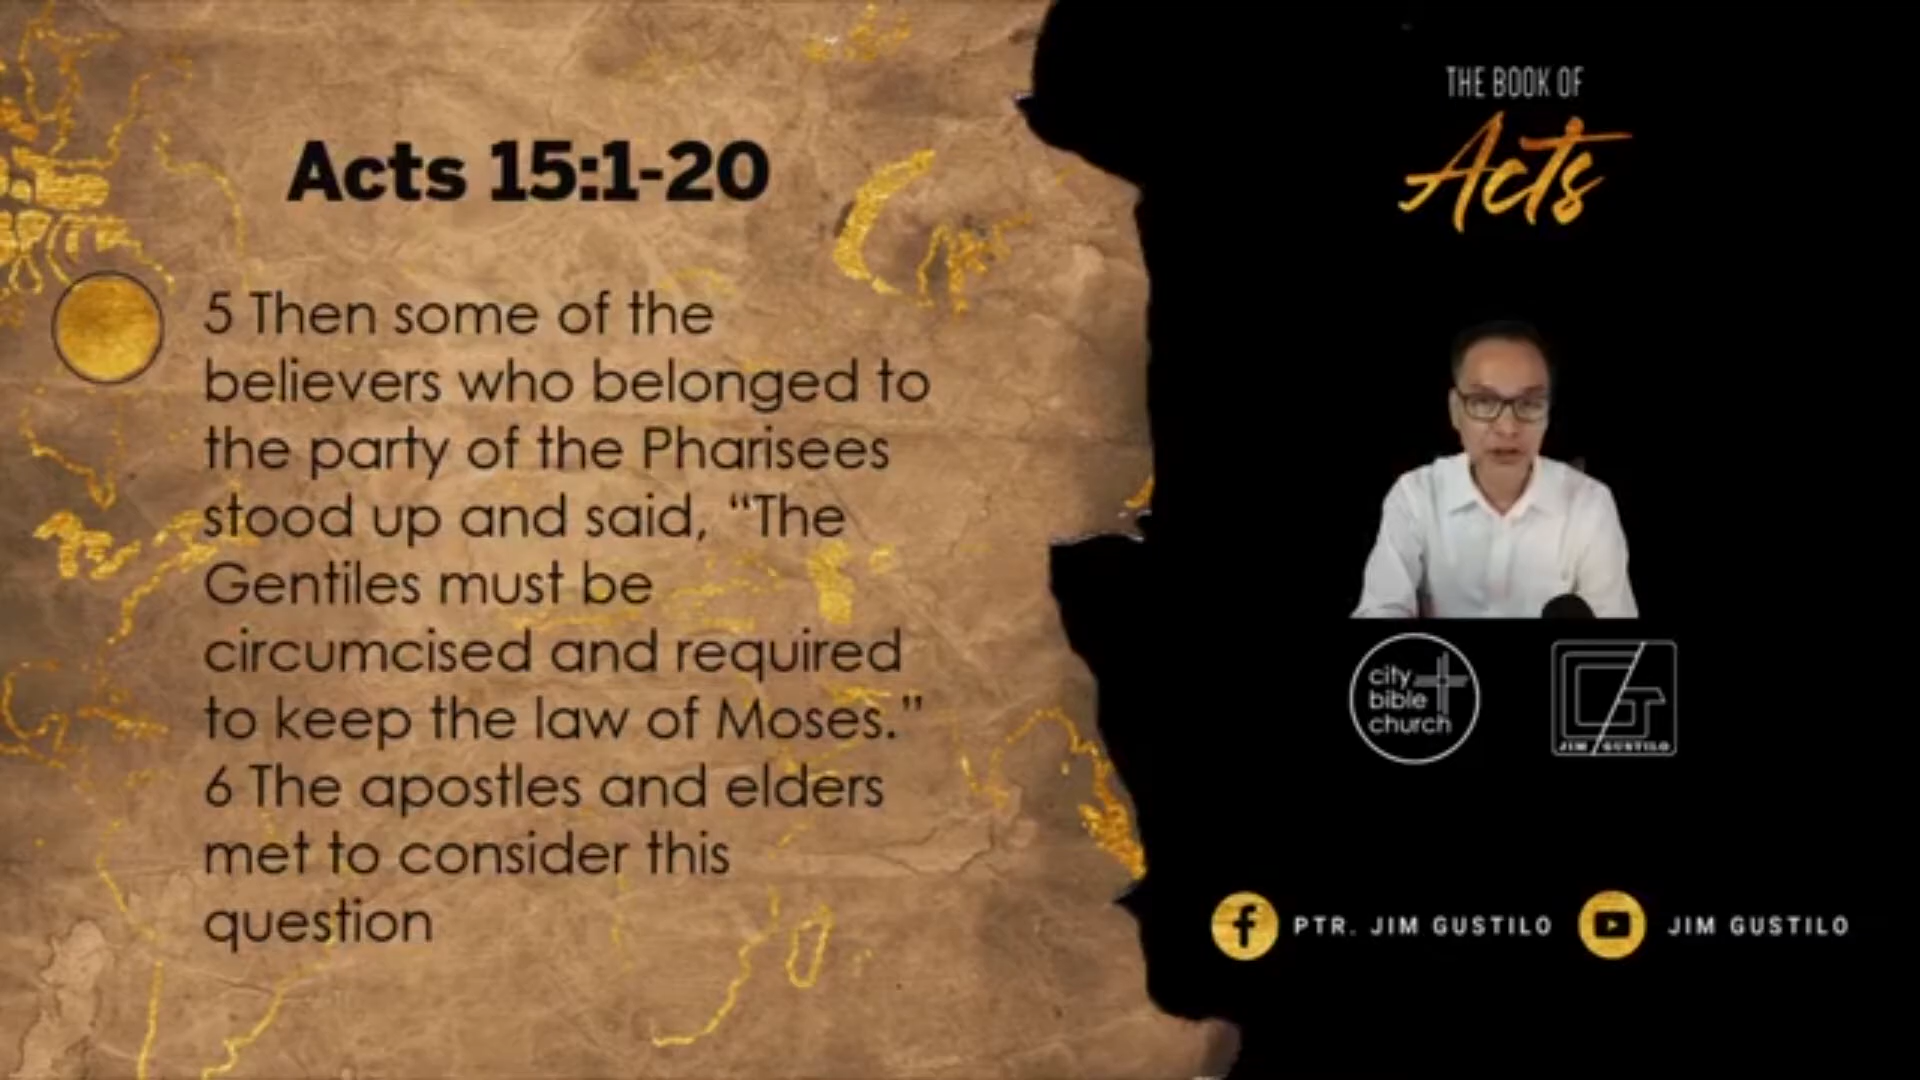 Acts 15:1-20
5 Then some of the
believers who belonged to
the party of the Pharisees
stood up and said, “The
Gentiles must be
circumcised and required
to keep the law of Moses.”
6 The apostles and elders
met to consider this
question
THE BOOK OF
Acts
city
bible
church
JIM GUSTILO
PTR. JIM GUSTILO
JIM GUSTILO